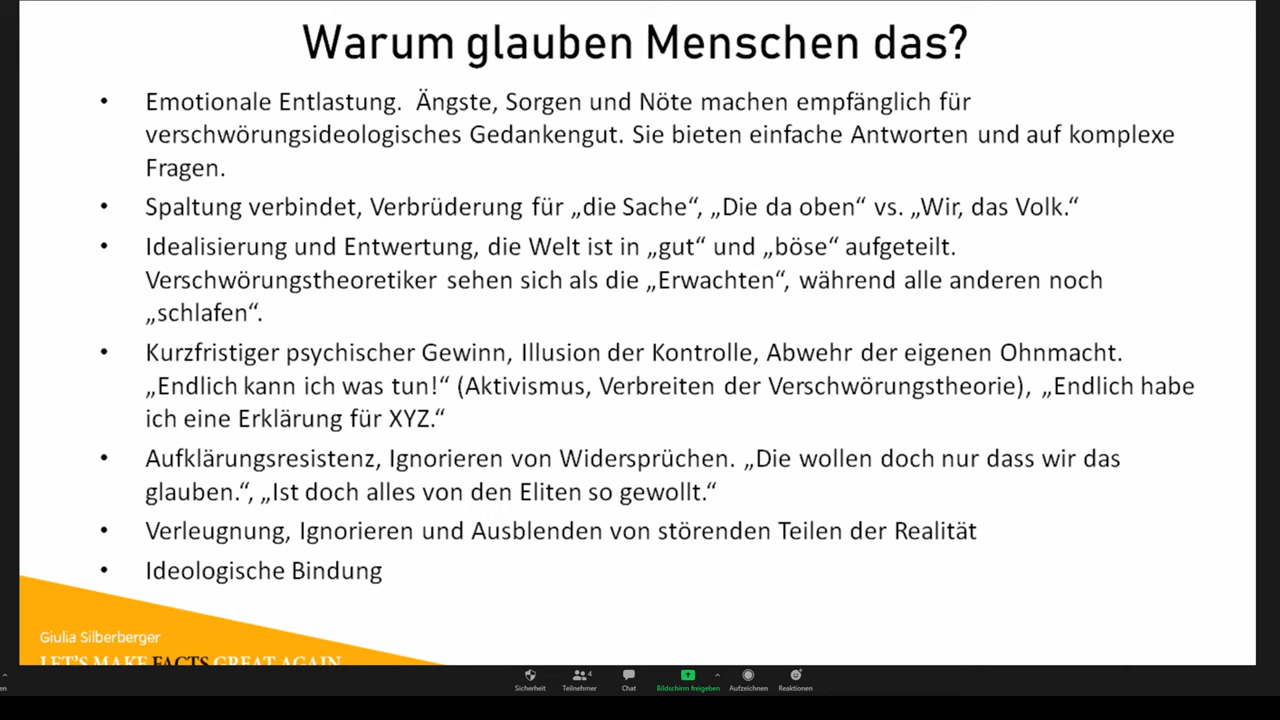 Warum glauben Menschen das?
• Emotionale Entlastung. Ängste, Sorgen und Nöte machen empfänglich für
verschwörungsideologisches Gedankengut. Sie bieten einfache Antworten und auf komplexe
Fragen.
• Spaltung verbindet, Verbrüderung für „die Sache“, „Die da oben“ vs. „Wir, das Volk.“
• Idealisierung und Entwertung, die Welt ist in „gut“ und „böse“ aufgeteilt.
Verschwörungstheoretiker sehen sich als die „Erwachten“, während alle anderen noch
„schlafen“.
• Kurzfristiger psychischer Gewinn, Illusion der Kontrolle, Abwehr der eigenen Ohnmacht.
„Endlich kann ich was tun!“ (Aktivismus, Verbreiten der Verschwörungstheorie), „Endlich habe
ich eine Erklärung für XYZ.“
• Aufklärungsresistenz, Ignorieren von Widersprüchen. „Die wollen doch nur dass wir das
glauben.“, „Ist doch alles von den Eliten so gewollt.“
• Verleugnung, Ignorieren und Ausblenden von störenden Teilen der Realität
• Ideologische Bindung
Giulia Silberberger
LET'S MAKE FACTS GREAT AGAIN
4
Sicherheit Teilnehmer Chat Bildschirm freigeben Aufzeichnen Reaktionen